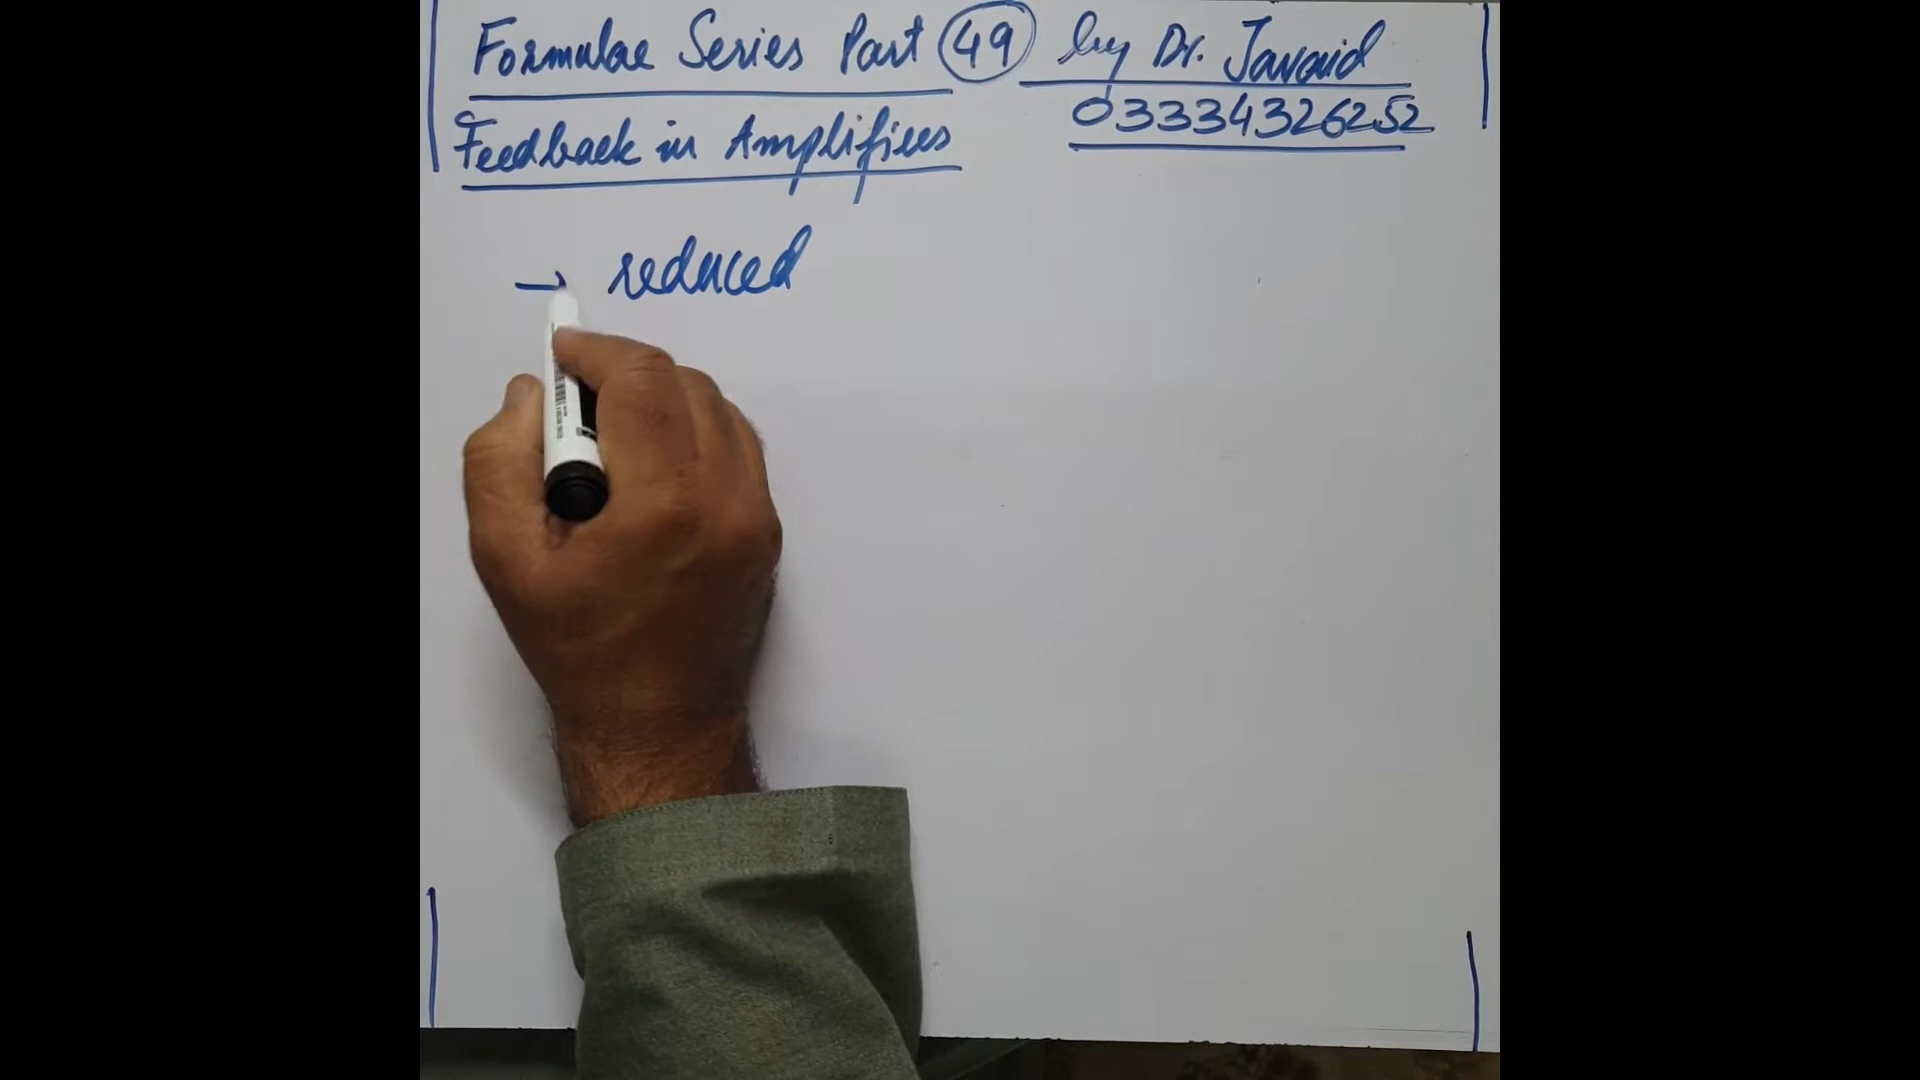 Formulae Series Part 49 by Dr. Javaid
03334326252
Feedback in Amplifiers
→ reduced